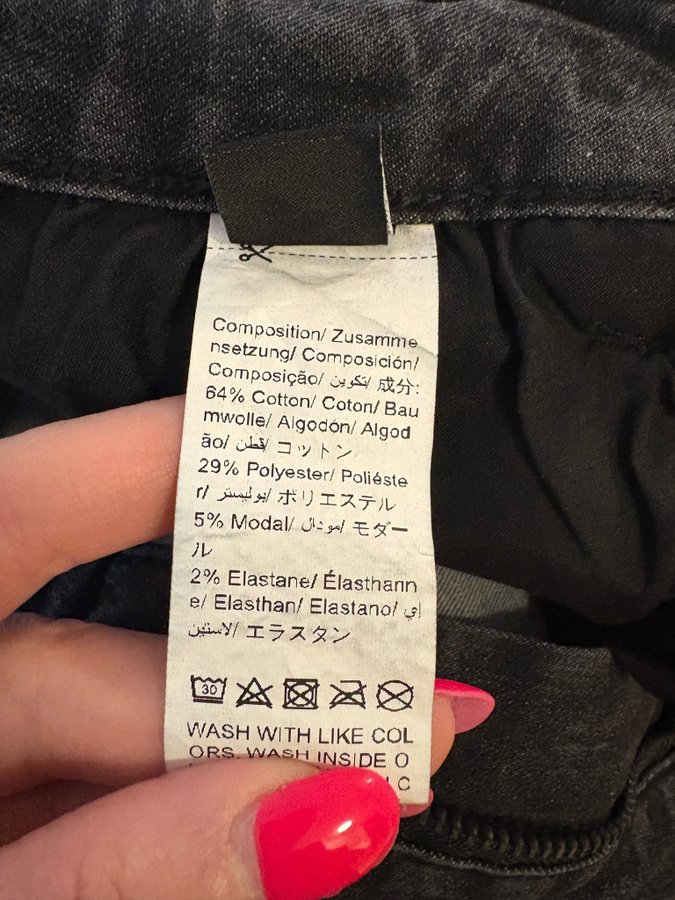 Composition/ Zusamme
nsetzung/ Composición/
Composição/ تكوين/ 成分:
64% Cotton/ Coton/ Bau
mwolle/ Algodón/ Algod
ão/ قطن/ コットン
29% Polyester/ Polièste
r/ بوليستر/ ポリエステル
5% Modal/ مودال/ モダー
ル
2% Elastane/ Élasthann
e/ Elasthan/ Elastano/ إي
لاستين/ エラスタン
30
WASH WITH LIKE COL
ORS. WASH INSIDE O
C